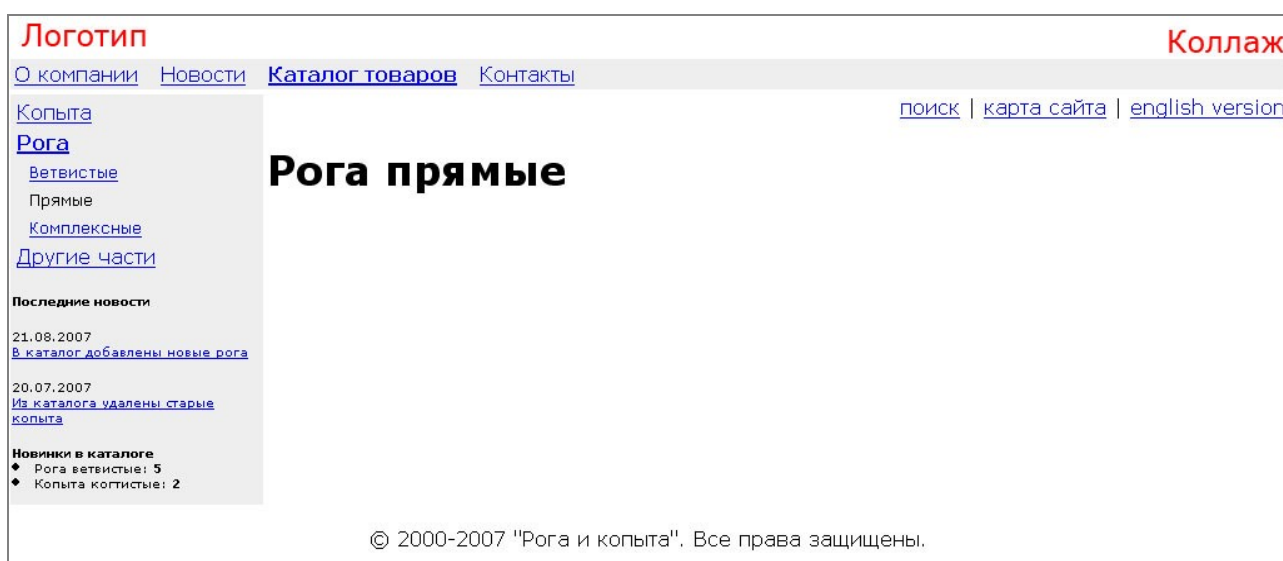 Логотип
Коллаж
О компании Новости Каталог товаров Контакты
поиск | карта сайта | english version
Копыта
Рога
Ветвистые
Прямые
Комплексные
Другие части
Рога прямые
Последние новости
21.08.2007
В каталог добавлены новые рога
20.07.2007
Из каталога удалены старые
копыта
Новинки в каталоге
◆ Рога ветвистые: 5
◆ Копыта когтистые: 2
© 2000-2007 "Рога и копыта". Все права защищены.